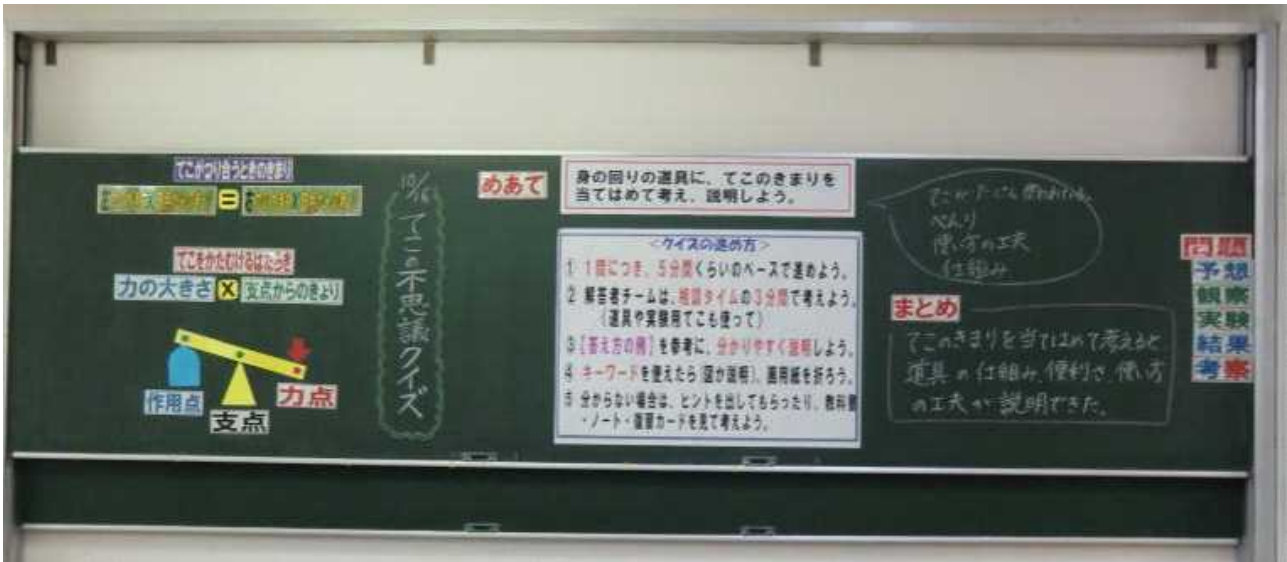 てこがつり合うときのきまり
＝
てこをかたむけるはたらき
力の大きさ×支点からのきょり
作用点
支点
力点
てこの不思議クイズ
めあて
身の回りの道具に、てこのきまりを
当てはめて考え、説明しよう。
<クイズの進め方>
1 1問につき、5分間くらいのペースで進めよう。
2 解答者チームは、相談タイムの3分間で考えよう。
(道具や実験用てこも使って)
3 【答え方の例】を参考に、分かりやすく説明しよう。
4 キーワードを使えたら(図か説明)、画用紙を折ろう。
5 分からない場合は、ヒントを出してもらったり、教科書
・ノート・復習カードを見て考えよう。
べんり
使い方の工夫
仕組み
まとめ
てこのきまりを当てはめて考えると
道具の仕組み、便利さ、使い方
の工夫が説明できた。
問題
予想
観察
実験
結果
考察